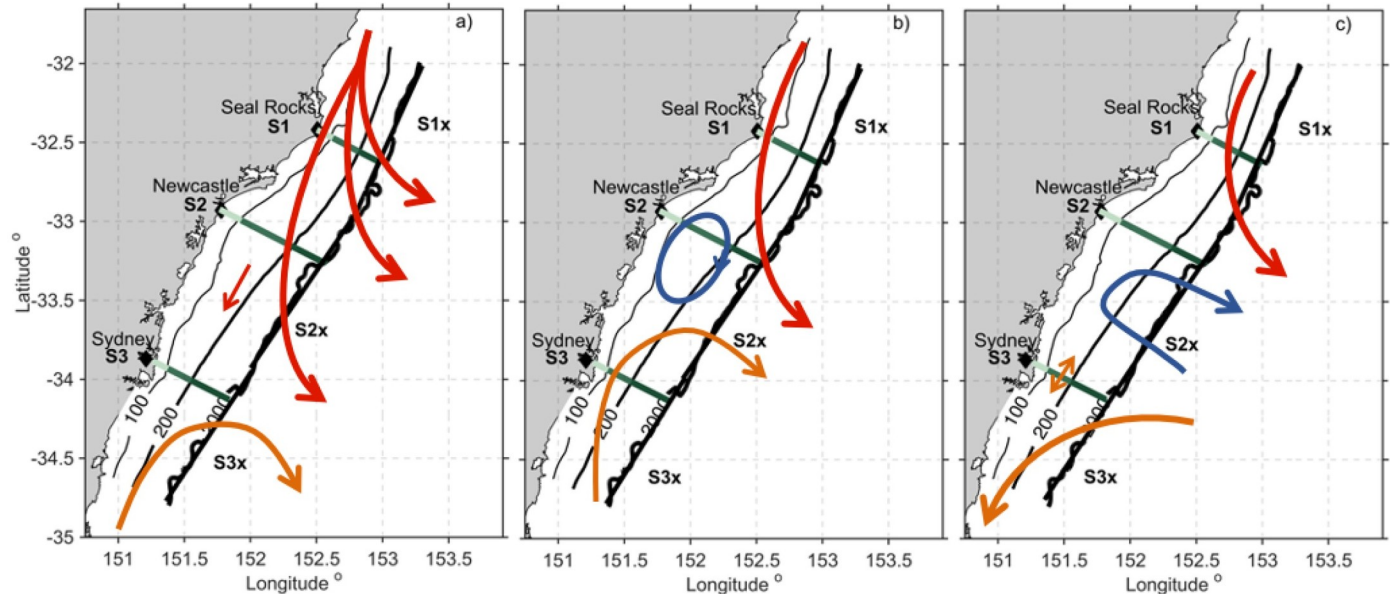 a)
-32
Seal Rocks
S1
S1x
-32.5
Newcastle
S2
-33
Latitude °
-33.5
Sydney
S3
S2x
-34
100
200
2000
-34.5
S3x
-35
151
151.5
152
152.5
153
153.5
Longitude °
b)
Seal Rocks
S1
S1x
Newcastle
S2
Sydney
S3
S2x
100
200
2000
S3x
151
151.5
152
152.5
153
153.5
Longitude °
c)
Seal Rocks
S1
S1x
Newcastle
S2
Sydney
S3
S2x
100
200
2000
S3x
151
151.5
152
152.5
153
153.5
Longitude °